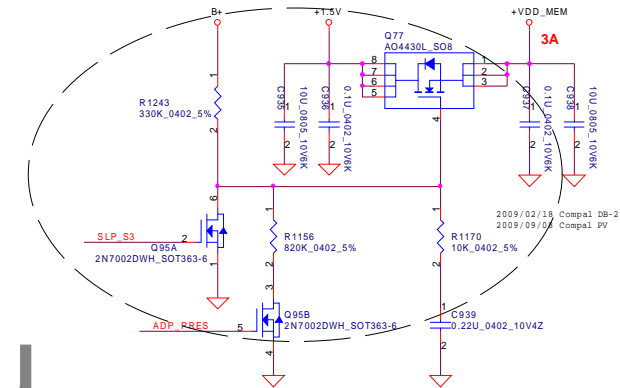 B+
+1.5V
+VDD_MEM
3A
Q77
AO4430L_SO8
8
7
6
5
1
2
3
4
R1243
330K_0402_5%
1
2
C935
10U_0805_10V6K
1
2
C936
0.1U_0402_10V6K
1
2
C937
0.1U_0402_10V6K
1
2
C938
10U_0805_10V6K
1
2
2009/02/18 Compal DB-2
2009/09/08 Compal PV
SLP_S3
2
6
1
Q95A
2N7002DWH_SOT363-6
R1156
820K_0402_5%
1
2
R1170
10K_0402_5%
1
2
ADP_PRES
5
3
4
Q95B
2N7002DWH_SOT363-6
C939
0.22U_0402_10V4Z
1
2